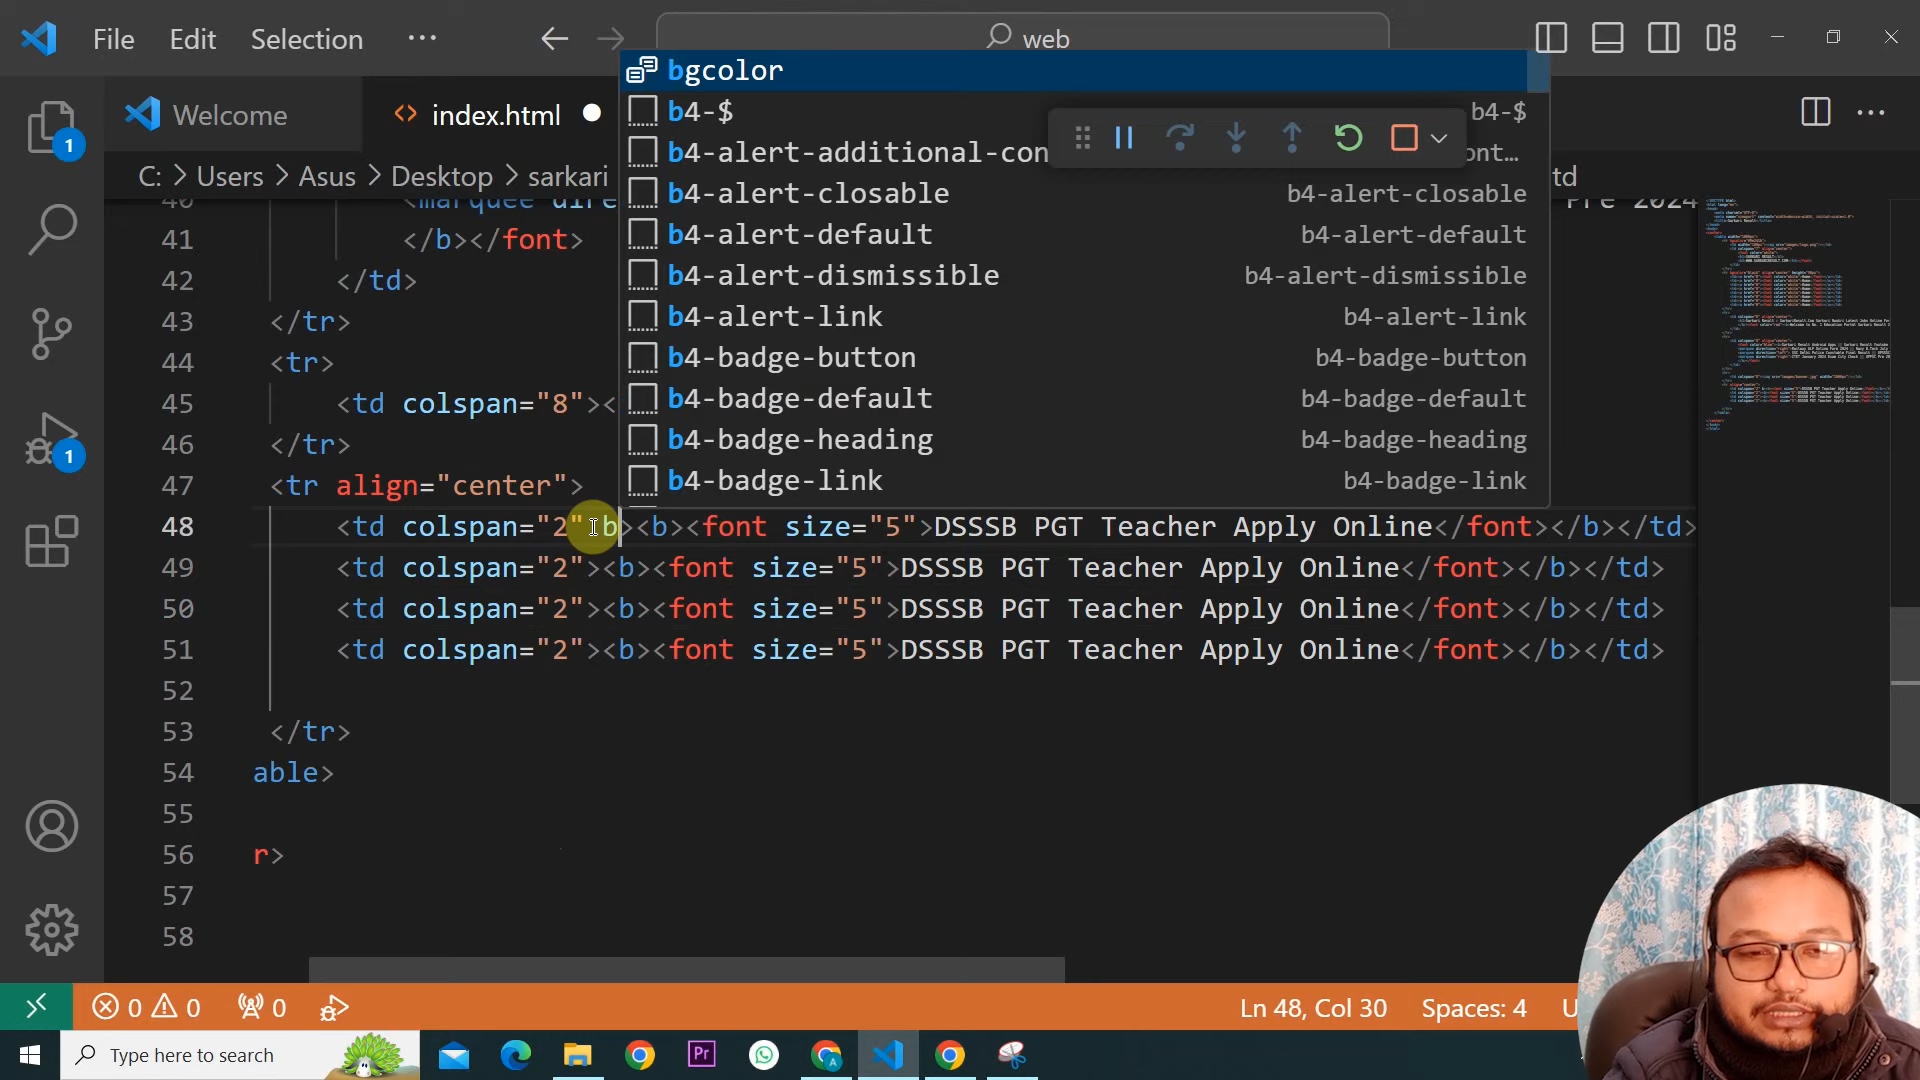 File Edit Selection ··· web
Welcome index.html
C: > Users > Asus > Desktop > sarkari td
bgcolor
b4-$ b4-$
b4-alert-additional-con ont…
b4-alert-closable b4-alert-closable
b4-alert-default b4-alert-default
b4-alert-dismissible b4-alert-dismissible
b4-alert-link b4-alert-link
b4-badge-button b4-badge-button
b4-badge-default b4-badge-default
b4-badge-heading b4-badge-heading
b4-badge-link b4-badge-link
40 <marquee dire Pre 2024
41 </b></font>
42 </td>
43 </tr>
44 <tr>
45 <td colspan="8"><
46 </tr>
47 <tr align="center">
48 <td colspan="2" b><b><font size="5">DSSSB PGT Teacher Apply Online</font></b></td>
49 <td colspan="2"><b><font size="5">DSSSB PGT Teacher Apply Online</font></b></td>
50 <td colspan="2"><b><font size="5">DSSSB PGT Teacher Apply Online</font></b></td>
51 <td colspan="2"><b><font size="5">DSSSB PGT Teacher Apply Online</font></b></td>
52
53 </tr>
54 able>
55
56 r>
57
58
1
1
0 0 0 Ln 48, Col 30 Spaces: 4 U
Type here to search Pr A